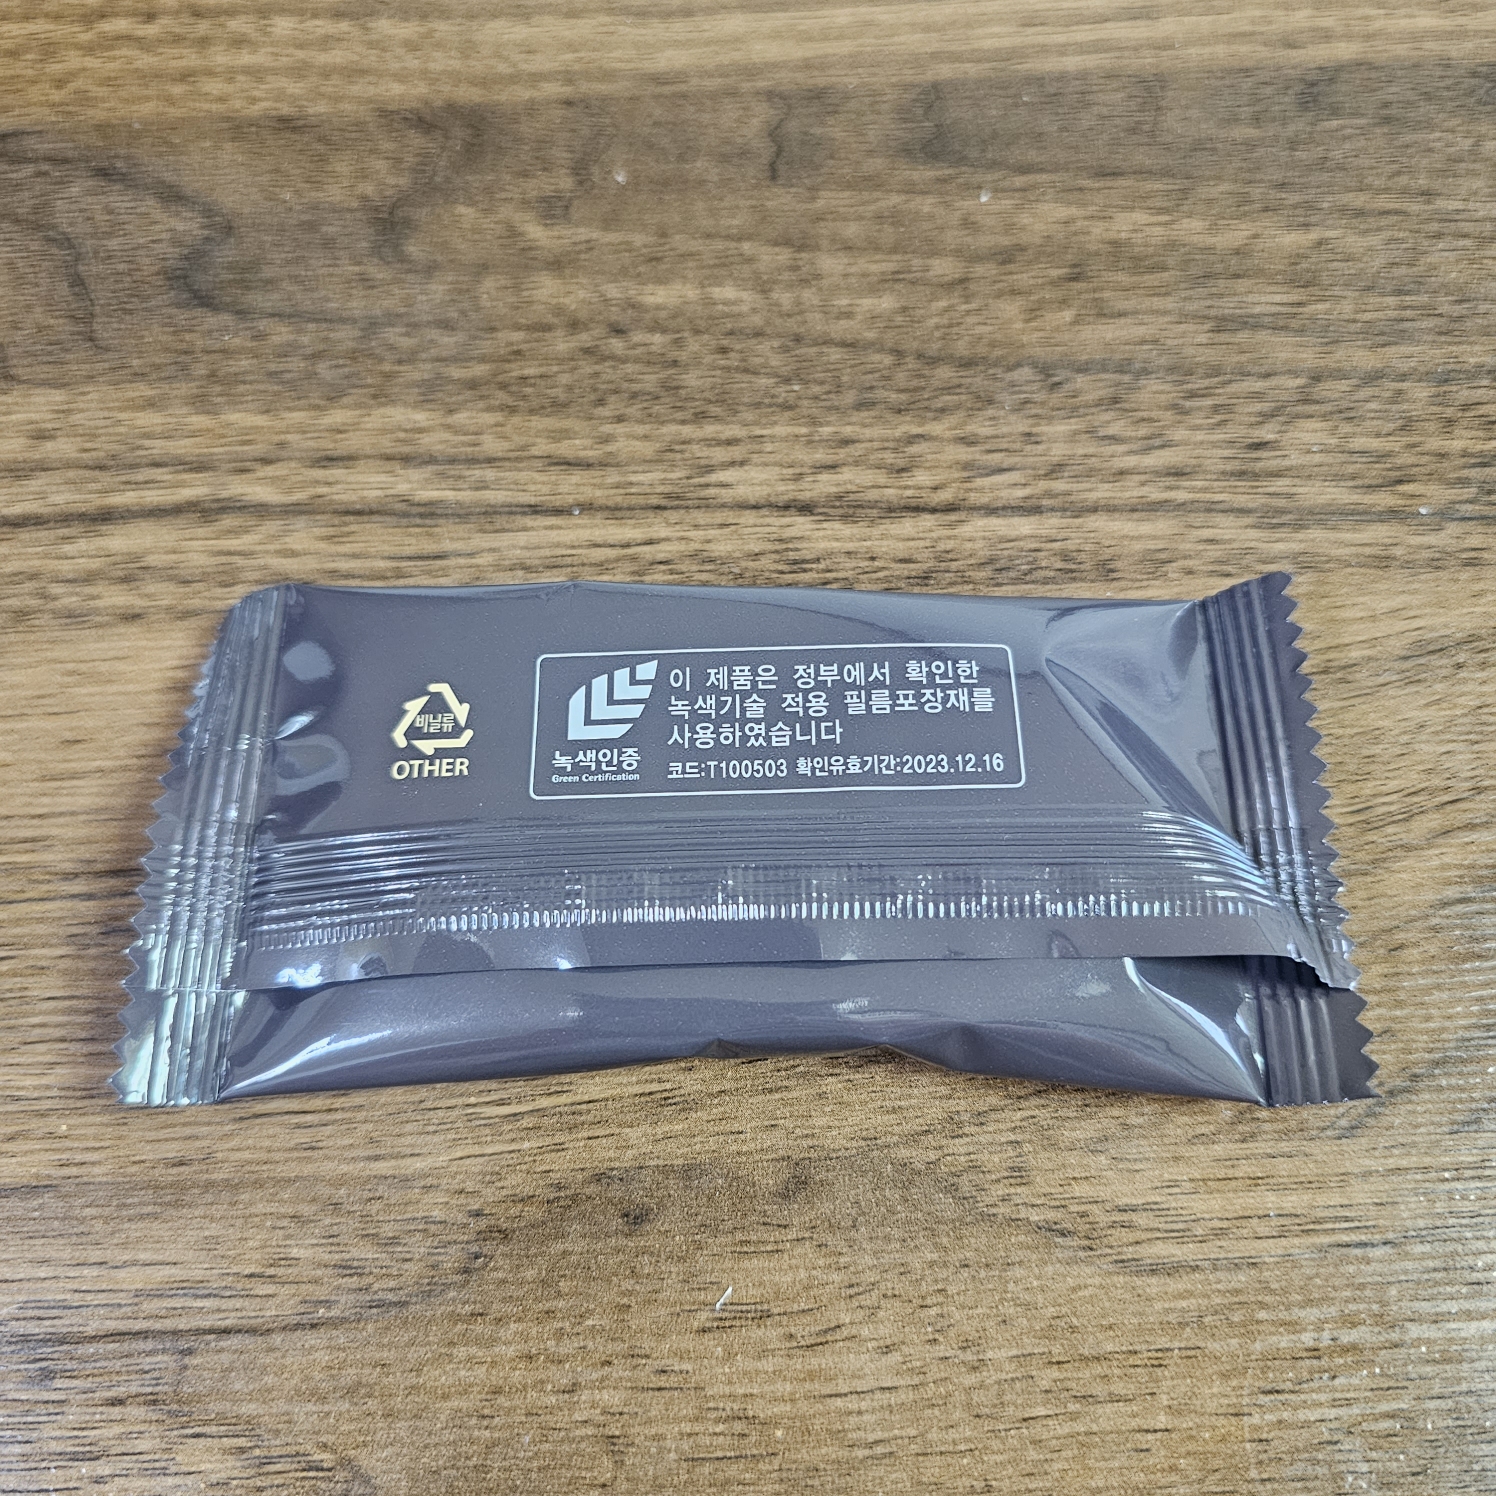 비닐류
OTHER
녹색인증
Green Certification
이 제품은 정부에서 확인한
녹색기술 적용 필름포장재를
사용하였습니다
코드:T100503 확인유효기간:2023.12.16